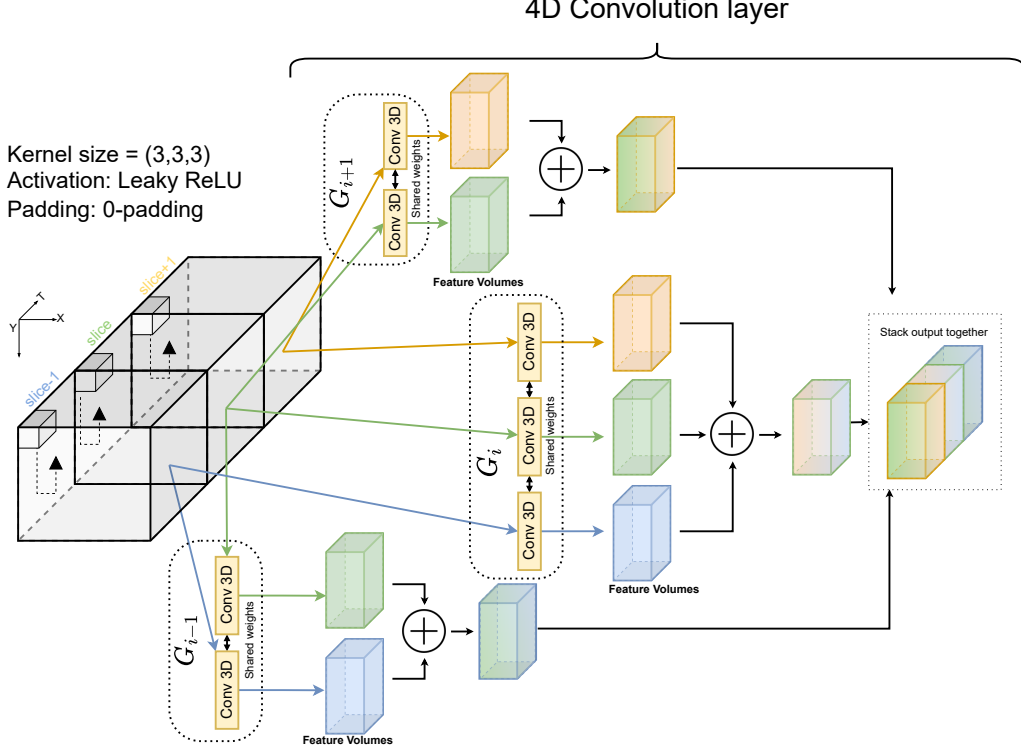 4D Convolution layer
Kernel size = (3,3,3)
Activation: Leaky ReLU
Padding: 0-padding
G_{i+1}
Conv 3D
Conv 3D
Shared weights
Feature Volumes
T
X
Y
slice+1
slice
slice-1
G_i
Conv 3D
Conv 3D
Conv 3D
Shared weights
Feature Volumes
Stack output together
G_{i-1}
Conv 3D
Conv 3D
Shared weights
Feature Volumes